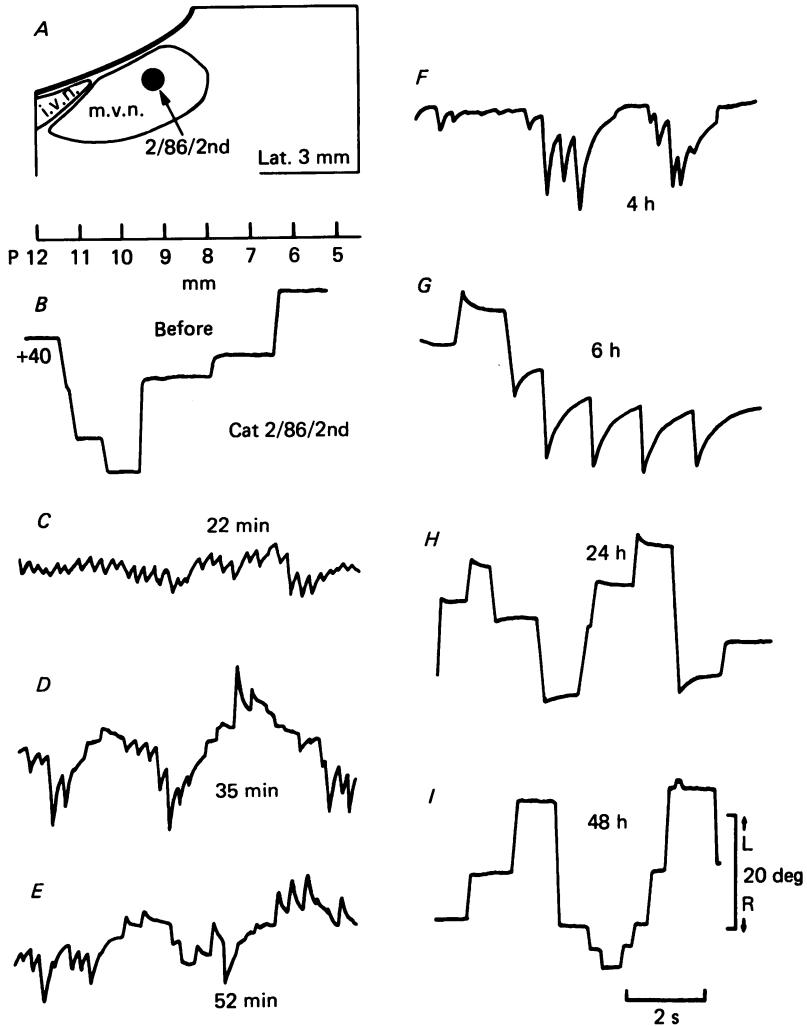 A
i.v.n.
m.v.n.
2/86/2nd
Lat. 3 mm
P 12 11 10 9 8 7 6 5
mm
B
Before
+40
Cat 2/86/2nd
C
22 min
D
35 min
E
52 min
F
4 h
G
6 h
H
24 h
I
48 h
L
20 deg
R
2 s